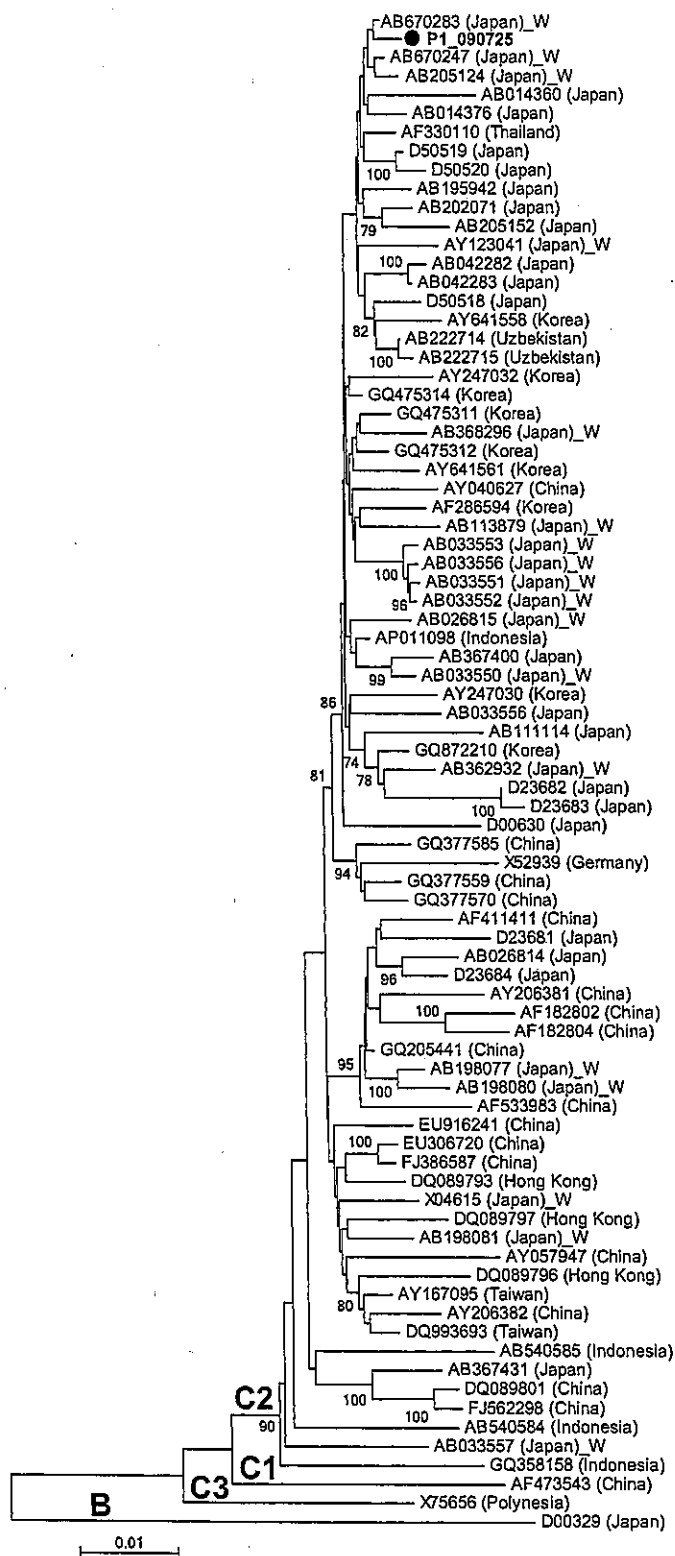 AB670283 (Japan)_W
P1_090725
AB670247 (Japan)_W
AB205124 (Japan)_W
AB014360 (Japan)
AB014376 (Japan)
AF330110 (Thailand)
D50519 (Japan)
D50520 (Japan)
100
AB195942 (Japan)
AB202071 (Japan)
79
AB205152 (Japan)
AY123041 (Japan)_W
100
AB042282 (Japan)
AB042283 (Japan)
D50518 (Japan)
82
AY641558 (Korea)
AB222714 (Uzbekistan)
100
AB222715 (Uzbekistan)
AY247032 (Korea)
GQ475314 (Korea)
GQ475311 (Korea)
AB368296 (Japan)_W
GQ475312 (Korea)
AY641561 (Korea)
AY040627 (China)
AF286594 (Korea)
AB113879 (Japan)_W
AB033553 (Japan)_W
AB033556 (Japan)_W
100
AB033551 (Japan)_W
96
AB033552 (Japan)_W
AB026815 (Japan)_W
AP011098 (Indonesia)
AB367400 (Japan)
99
AB033550 (Japan)_W
AY247030 (Korea)
86
AB033556 (Japan)
AB111114 (Japan)
74
GQ872210 (Korea)
81
78
AB362932 (Japan)_W
D23682 (Japan)
100
D23683 (Japan)
D00630 (Japan)
GQ377585 (China)
X52939 (Germany)
94
GQ377559 (China)
GQ377570 (China)
AF411411 (China)
D23681 (Japan)
AB026814 (Japan)
96
D23684 (Japan)
AY206381 (China)
100
AF182802 (China)
AF182804 (China)
GQ205441 (China)
95
AB198077 (Japan)_W
100
AB198080 (Japan)_W
AF533983 (China)
EU916241 (China)
100
EU306720 (China)
FJ386587 (China)
DQ089793 (Hong Kong)
X04615 (Japan)_W
DQ089797 (Hong Kong)
AB198081 (Japan)_W
AY057947 (China)
DQ089796 (Hong Kong)
80
AY167095 (Taiwan)
AY206382 (China)
DQ993693 (Taiwan)
AB540585 (Indonesia)
AB367431 (Japan)
100
DQ089801 (China)
C2
100
FJ562298 (China)
90
AB540584 (Indonesia)
AB033557 (Japan)_W
C1
GQ358158 (Indonesia)
C3
AF473543 (China)
B
X75656 (Polynesia)
D00329 (Japan)
0.01